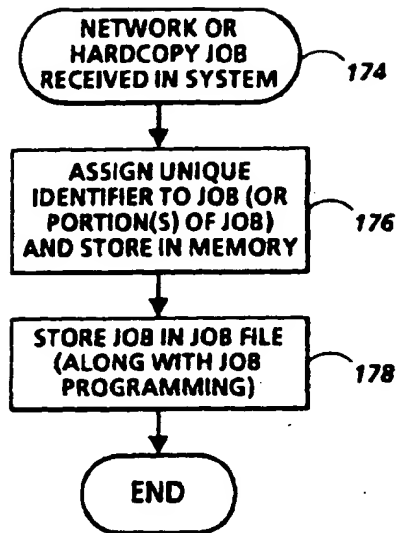 NETWORK OR
HARDCOPY JOB
RECEIVED IN SYSTEM
174
ASSIGN UNIQUE
IDENTIFIER TO JOB (OR
PORTION(S) OF JOB)
AND STORE IN MEMORY
176
STORE JOB IN JOB FILE
(ALONG WITH JOB
PROGRAMMING)
178
END